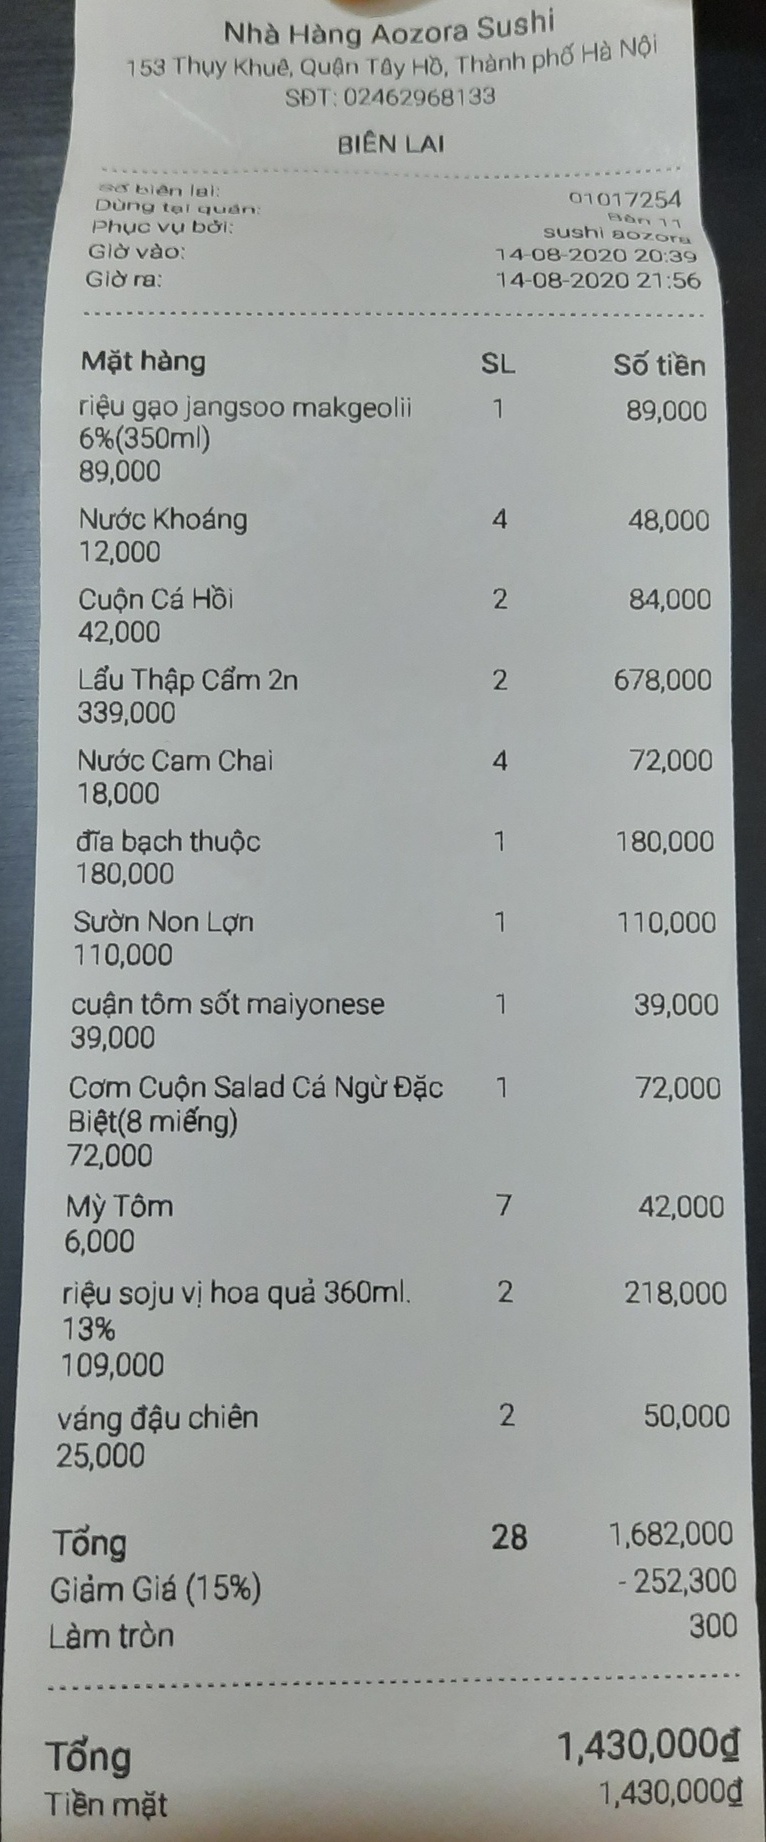 Nhà Hàng Aozora Sushi
153 Thụy Khuê, Quận Tây Hồ, Thành phố Hà Nội
SĐT: 02462968133
BIÊN LAI
Số biên lai: 01017254
Dùng tại quán: Bàn 11
Phục vụ bởi: sushi aozora
Giờ vào: 14-08-2020 20:39
Giờ ra: 14-08-2020 21:56
Mặt hàng SL Số tiền
riệu gạo jangsoo makgeolii 1 89,000
6%(350ml)
89,000
Nước Khoáng 4 48,000
12,000
Cuộn Cá Hồi 2 84,000
42,000
Lẩu Thập Cẩm 2n 2 678,000
339,000
Nước Cam Chai 4 72,000
18,000
đĩa bạch thuộc 1 180,000
180,000
Sườn Non Lợn 1 110,000
110,000
cuận tôm sốt maiyonese 1 39,000
39,000
Cơm Cuộn Salad Cá Ngừ Đặc 1 72,000
Biệt(8 miếng)
72,000
Mỳ Tôm 7 42,000
6,000
riệu soju vị hoa quả 360ml. 2 218,000
13%
109,000
váng đậu chiên 2 50,000
25,000
Tổng 28 1,682,000
Giảm Giá (15%) - 252,300
Làm tròn 300
Tổng 1,430,000₫
Tiền mặt 1,430,000₫